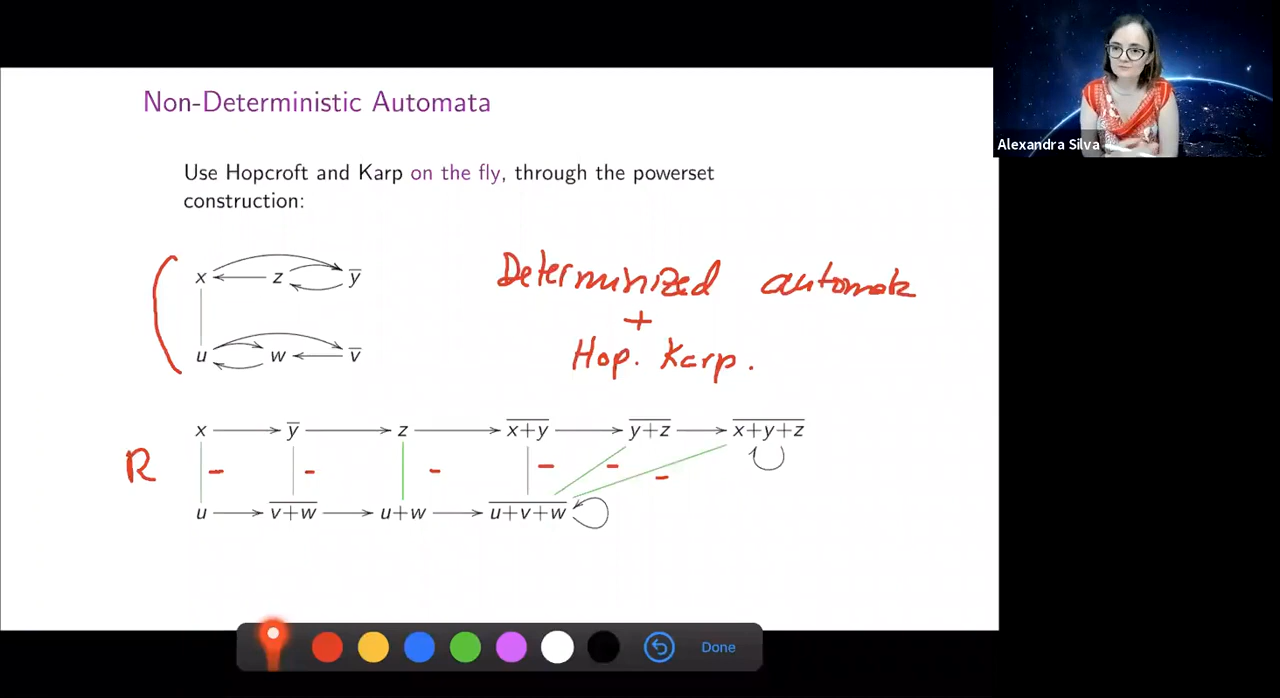 Non-Deterministic Automata
Alexandra Silva
Use Hopcroft and Karp on the fly, through the powerset
construction:
x z y̅
u w v̅
Determinized automata
+
Hop. Karp.
x y̅ z x̅+̅y̅ y̅+̅z̅ x̅+̅y̅+̅z̅
R - - - - - -
u v̅+̅w̅ u+w u̅+̅v̅+̅w̅
Done